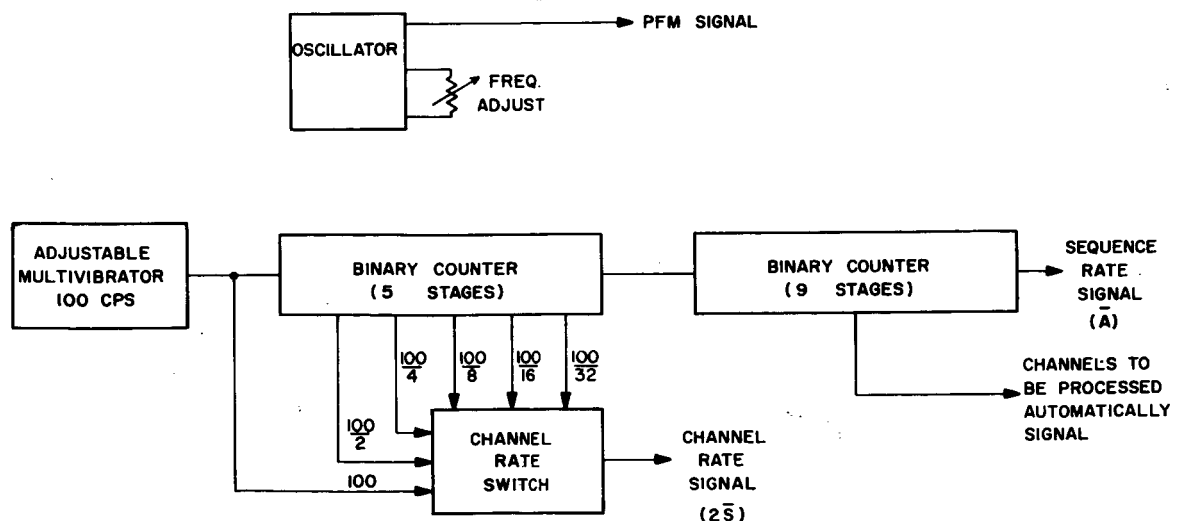 PFM SIGNAL
OSCILLATOR
FREQ.
ADJUST
ADJUSTABLE
MULTIVIBRATOR
100 CPS
BINARY COUNTER
(5 STAGES)
BINARY COUNTER
(9 STAGES)
SEQUENCE
RATE
SIGNAL
(A̅)
100/2
100/4
100/8
100/16
100/32
100
CHANNEL
RATE
SWITCH
CHANNEL
RATE
SIGNAL
(2S̅)
CHANNELS TO
BE PROCESSED
AUTOMATICALLY
SIGNAL